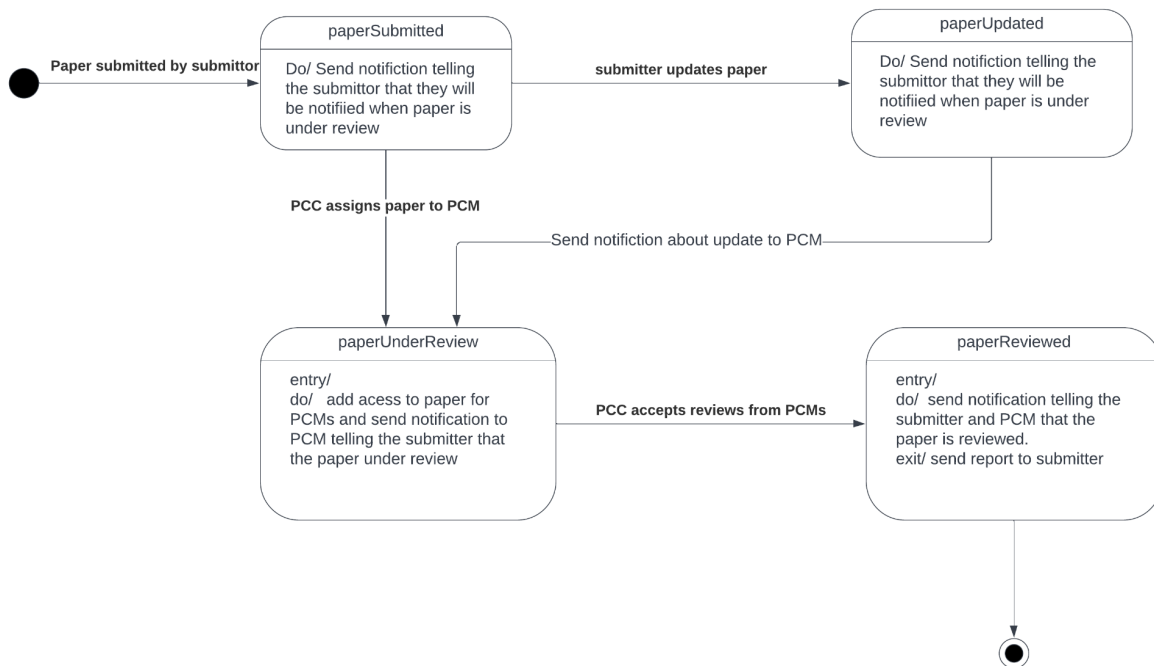 paperSubmitted
paperUpdated
Paper submitted by submittor
Do/ Send notifiction telling
the submittor that they will
be notifiied when paper is
under review
submitter updates paper
Do/ Send notifiction telling the
submittor that they will be
notifiied when paper is under
review
PCC assigns paper to PCM
Send notifiction about update to PCM
paperUnderReview
paperReviewed
entry/
do/ add acess to paper for
PCMs and send notification to
PCM telling the submitter that
the paper under review
PCC accepts reviews from PCMs
entry/
do/ send notification telling the
submitter and PCM that the
paper is reviewed.
exit/ send report to submitter